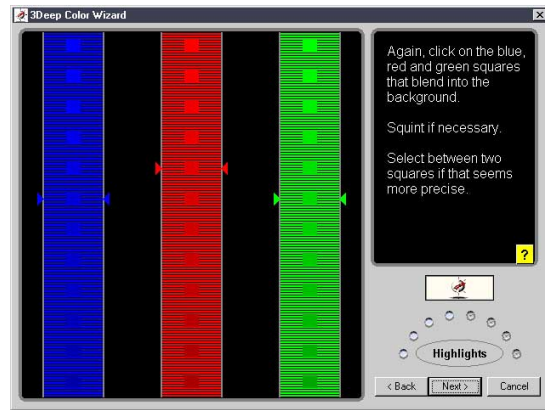 3Deep Color Wizard
Again, click on the blue,
red and green squares
that blend into the
background.
Squint if necessary.
Select between two
squares if that seems
more precise.
?
Highlights
< Back
Next >
Cancel